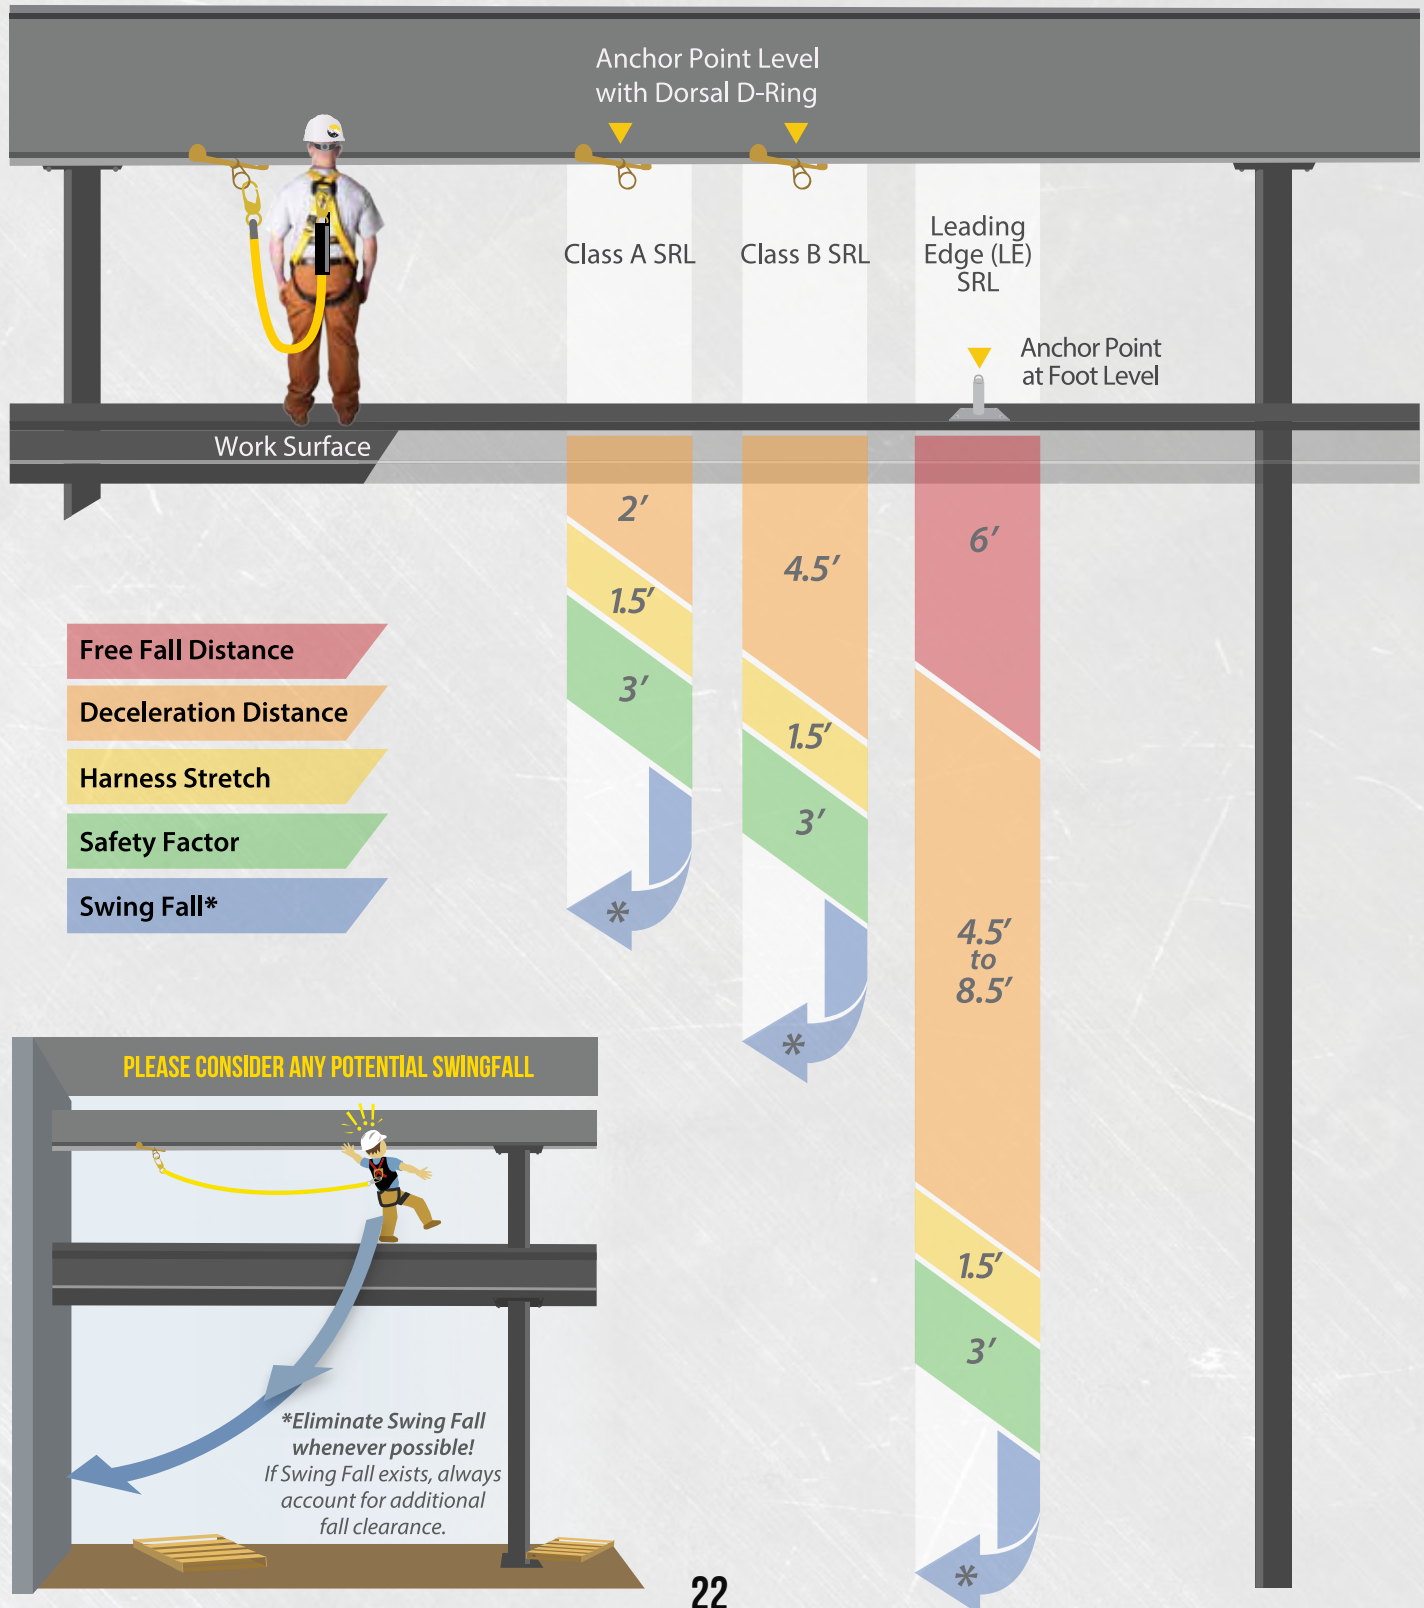 Anchor Point Level
with Dorsal D-Ring
Class A SRL
Class B SRL
Leading
Edge (LE)
SRL
Anchor Point
at Foot Level
Work Surface
2’
1.5’
3’
*
4.5’
1.5’
3’
*
6’
4.5’
to
8.5’
1.5’
3’
*
Free Fall Distance
Deceleration Distance
Harness Stretch
Safety Factor
Swing Fall*
PLEASE CONSIDER ANY POTENTIAL SWINGFALL
*Eliminate Swing Fall
whenever possible!
If Swing Fall exists, always
account for additional
fall clearance.
22